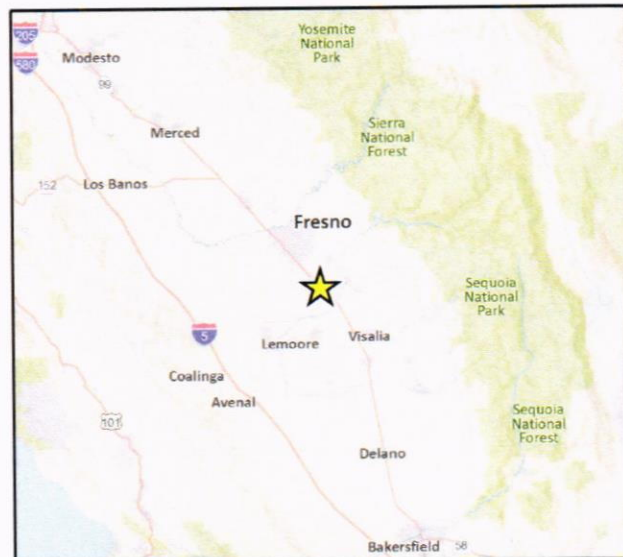 205
580
Modesto
99
Yosemite
National
Park
Merced
Sierra
National
Forest
152
Los Banos
Fresno
Sequoia
National
Park
5
Lemoore
Visalia
Coalinga
Avenal
101
Sequoia
National
Forest
Delano
Bakersfield
58